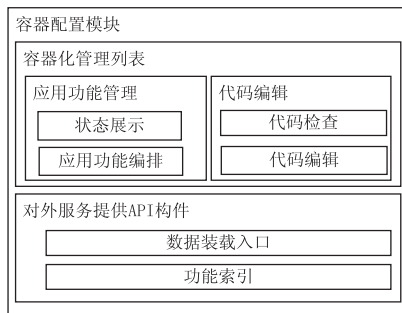 容器配置模块
容器化管理列表
应用功能管理
状态展示
应用功能编排
代码编辑
代码检查
代码编辑
对外服务提供API构件
数据装载入口
功能索引